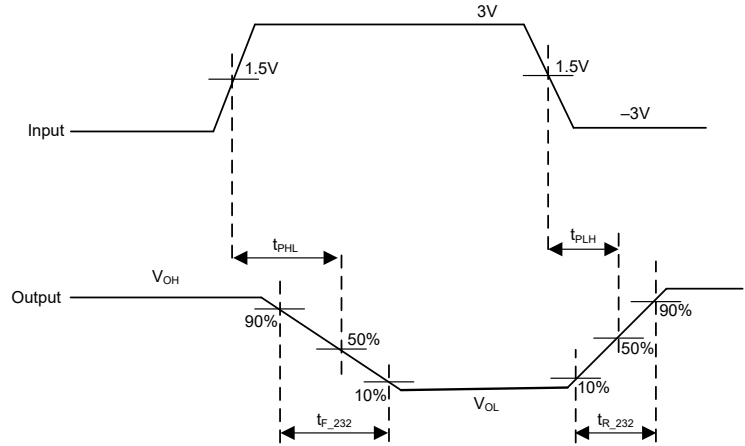 3V
1.5V
1.5V
Input
–3V
tPHL
tPLH
VOH
Output
90%
90%
50%
50%
10%
10%
VOL
tF_232
tR_232